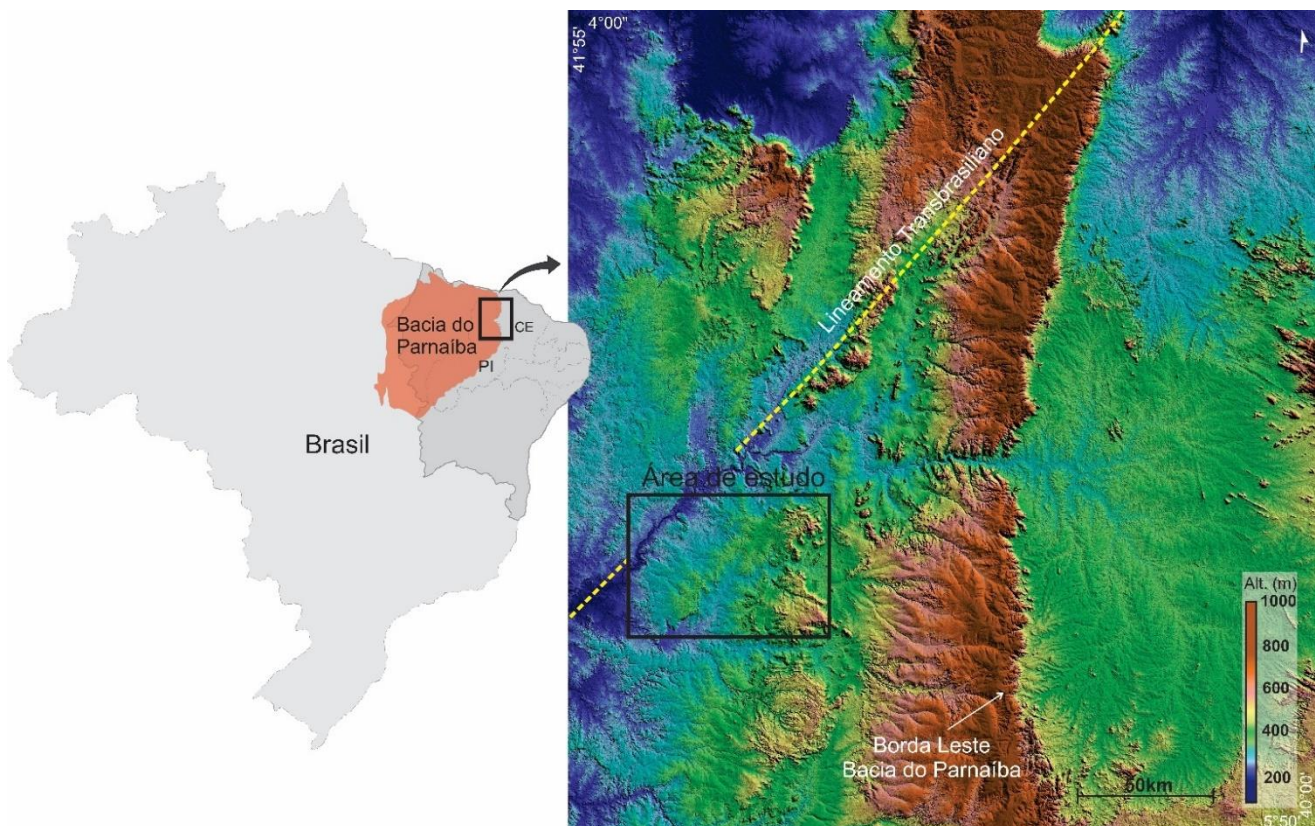 Brasil
Bacia do
Parnaíba
CE
PI
4°00"
41°55'
Lineamento Transbrasiliano
Área de estudo
Borda Leste
Bacia do Parnaíba
50km
Alt. (m)
1000
800
600
400
200
5°50'